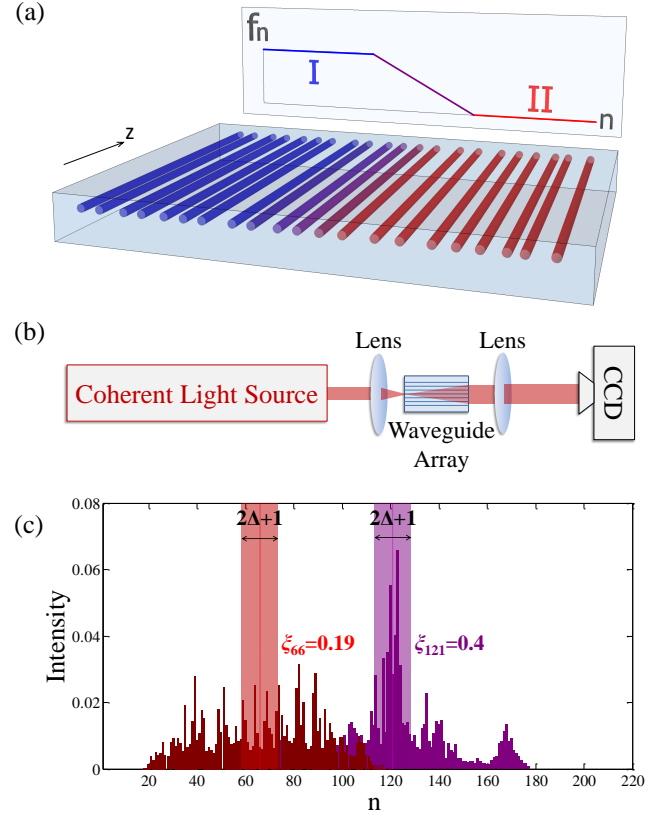 (a)
fn
I
II
n
z
(b)
Lens
Lens
Coherent Light Source
CCD
Waveguide
Array
(c)
0.08
2Δ+1
2Δ+1
0.06
Intensity
0.04
ξ66=0.19
ξ121=0.4
0.02
0
20 40 60 80 100 120 140 160 180 200 220
n